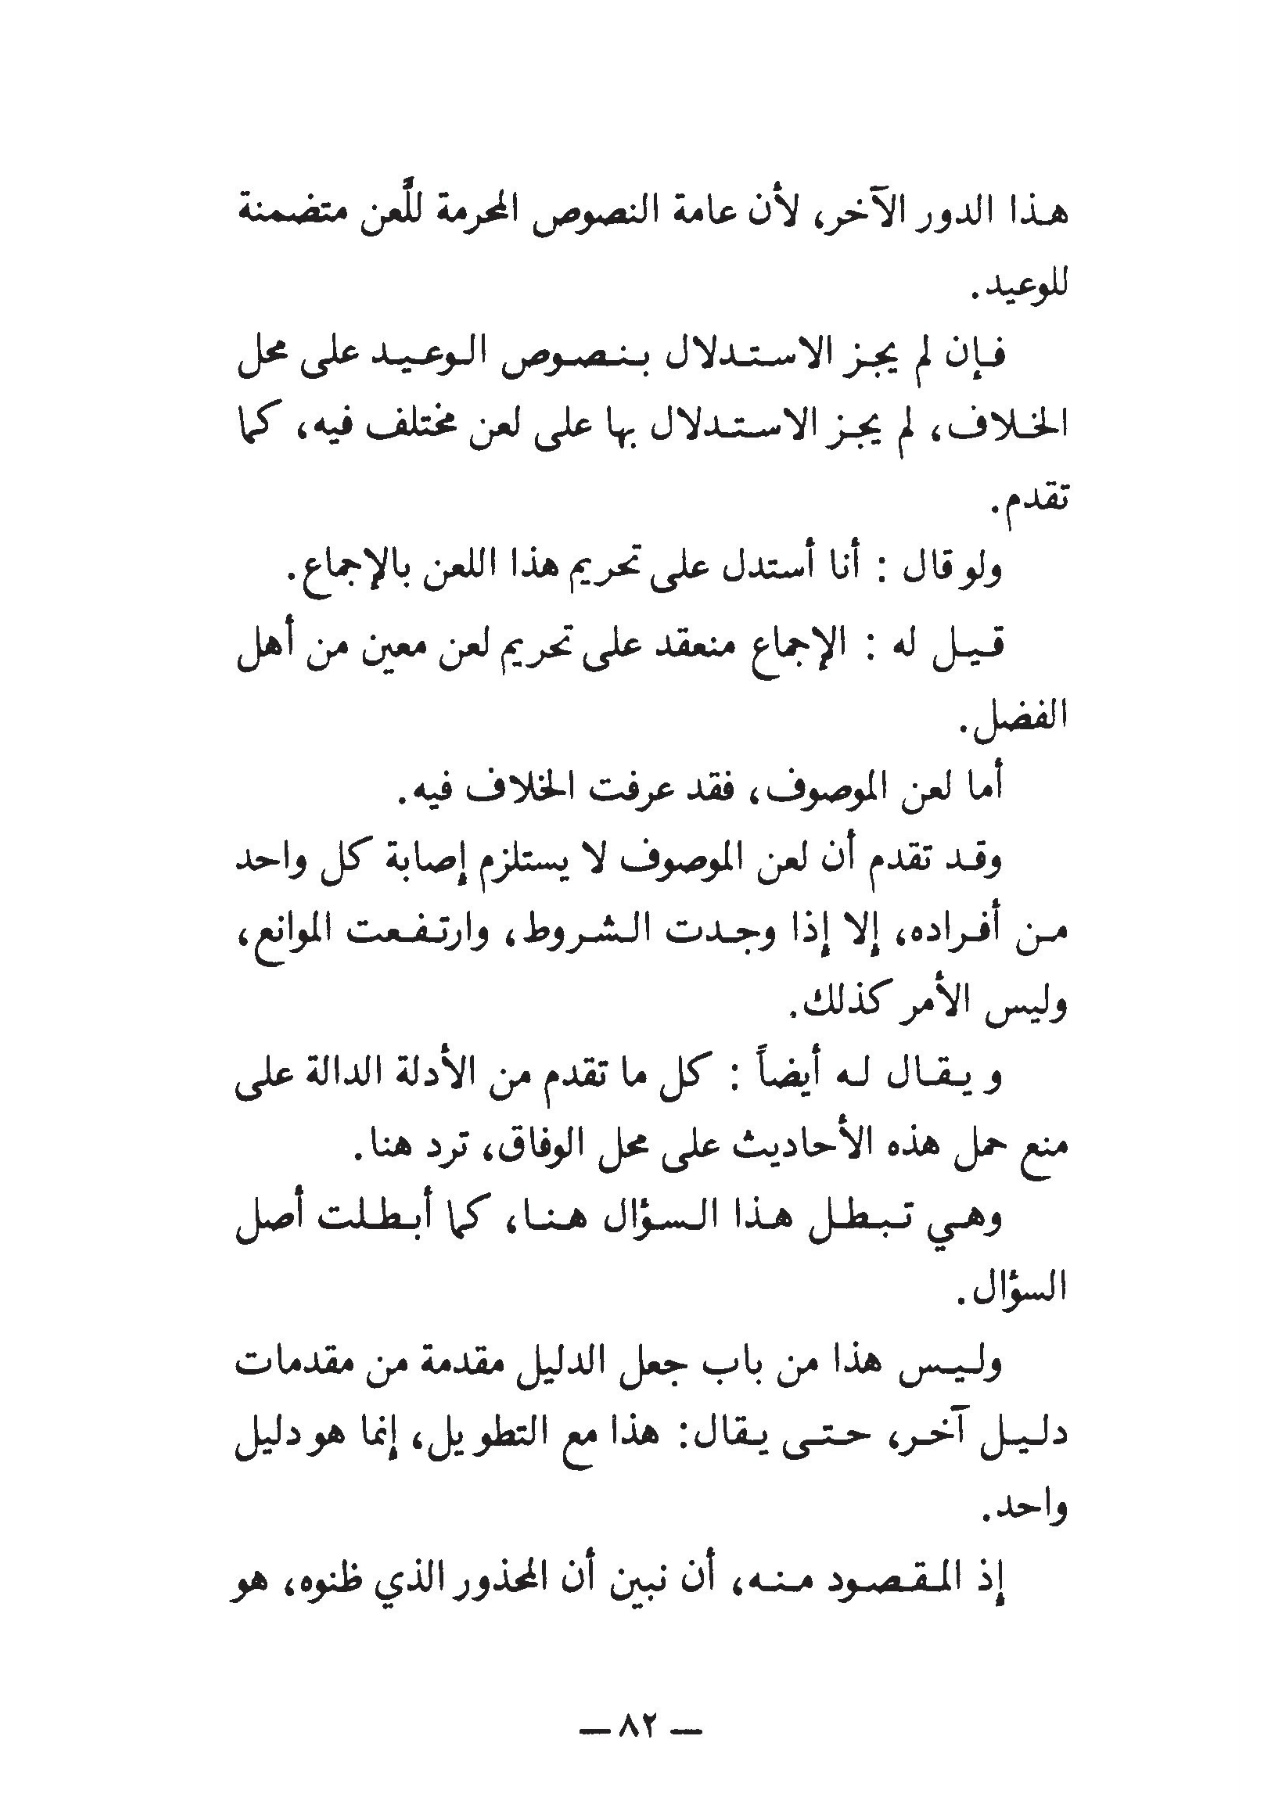 هذا الدور الآخر، لأن عامة النصوص المحرمة للَّعن متضمنة
للوعيد.
فإن لم يجز الاستدلال بنصوص الوعيد على محل
الخلاف، لم يجز الاستدلال بها على لعن مختلف فيه، كما
تقدم.
ولو قال : أنا أستدل على تحريم هذا اللعن بالإجماع.
قيل له : الإجماع منعقد على تحريم لعن معين من أهل
الفضل.
أما لعن الموصوف، فقد عرفت الخلاف فيه.
وقد تقدم أن لعن الموصوف لا يستلزم إصابة كل واحد
من أفراده، إلا إذا وجدت الشروط، وارتفعت الموانع،
وليس الأمر كذلك.
ويقال له أيضاً : كل ما تقدم من الأدلة الدالة على
منع حمل هذه الأحاديث على محل الوفاق، ترد هنا.
وهي تبطل هذا السؤال هنا، كما أبطلت أصل
السؤال.
وليس هذا من باب جعل الدليل مقدمة من مقدمات
دليل آخر، حتى يقال: هذا مع التطويل، إنما هو دليل
واحد.
إذ المقصود منه، أن نبين أن المحذور الذي ظنوه، هو
— ٨٢ —